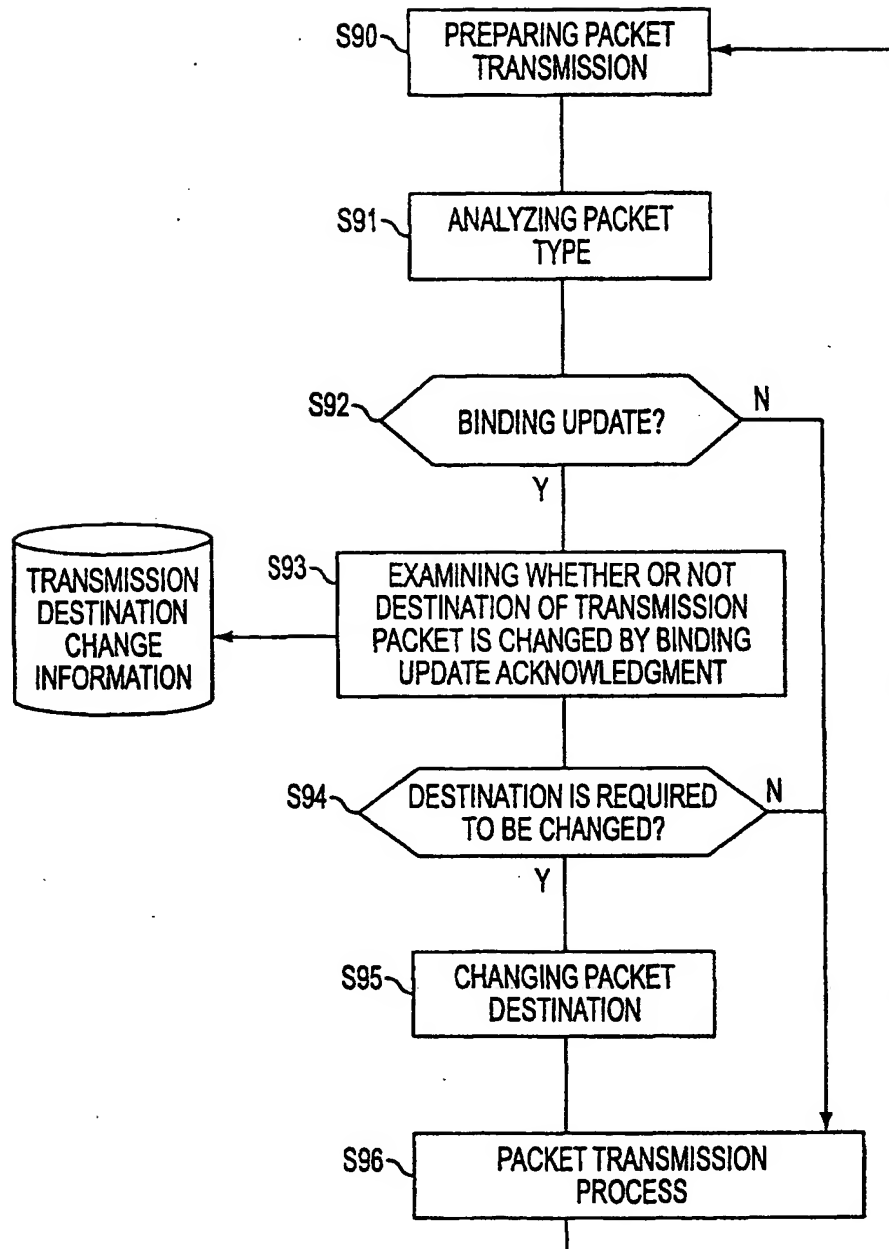 S90
PREPARING PACKET
TRANSMISSION
S91
ANALYZING PACKET
TYPE
S92
BINDING UPDATE?
N
Y
TRANSMISSION
DESTINATION
CHANGE
INFORMATION
S93
EXAMINING WHETHER OR NOT
DESTINATION OF TRANSMISSION
PACKET IS CHANGED BY BINDING
UPDATE ACKNOWLEDGMENT
S94
DESTINATION IS REQUIRED
TO BE CHANGED?
N
Y
S95
CHANGING PACKET
DESTINATION
S96
PACKET TRANSMISSION
PROCESS